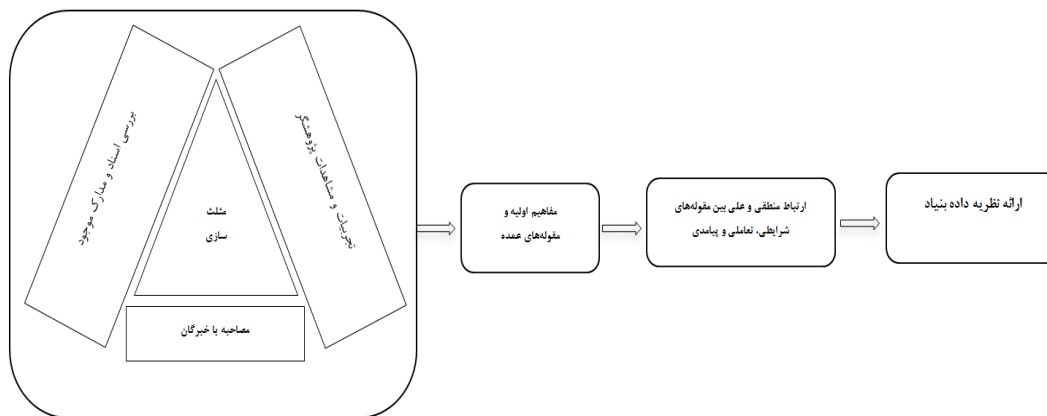 بررسی اسناد و مدارک موجود
تجربیات و مشاهدات پژوهشگر
مثلث
سازی
مصاحبه با خبرگان
مفاهیم اولیه و
مقوله‌های عمده
ارتباط منطقی و علی بین مقوله‌های
شرایطی، تعاملی و پیامدی
ارائه نظریه داده بنیاد